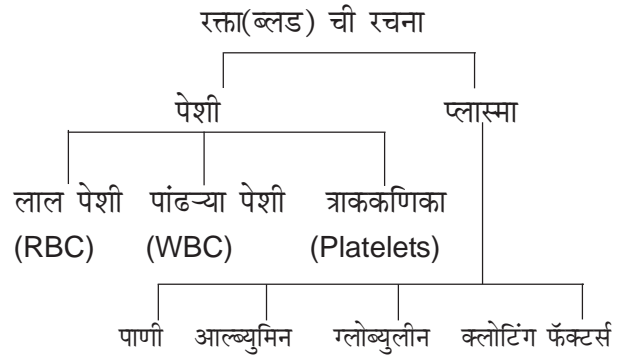 रक्ता(ब्लड) ची रचना
पेशी प्लास्मा
लाल पेशी पांढऱ्या पेशी त्राककणिका
(RBC) (WBC) (Platelets)
पाणी आल्ब्युमिन ग्लोब्युलीन क्लोटिंग फॅक्टर्स